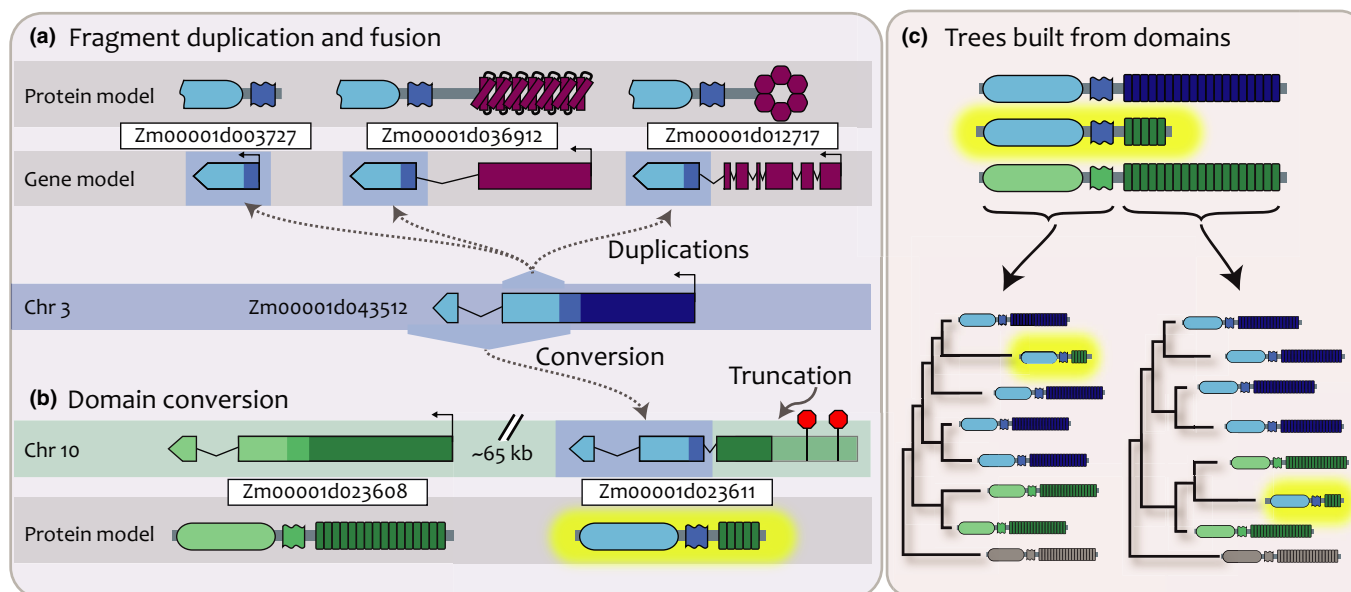 (a) Fragment duplication and fusion
Protein model
Zm00001d003727
Zm00001d036912
Zm00001d012717
Gene model
Duplications
Chr 3
Zm00001d043512
Conversion
Truncation
(b) Domain conversion
Chr 10
~65 kb
Zm00001d023608
Zm00001d023611
Protein model
(c) Trees built from domains